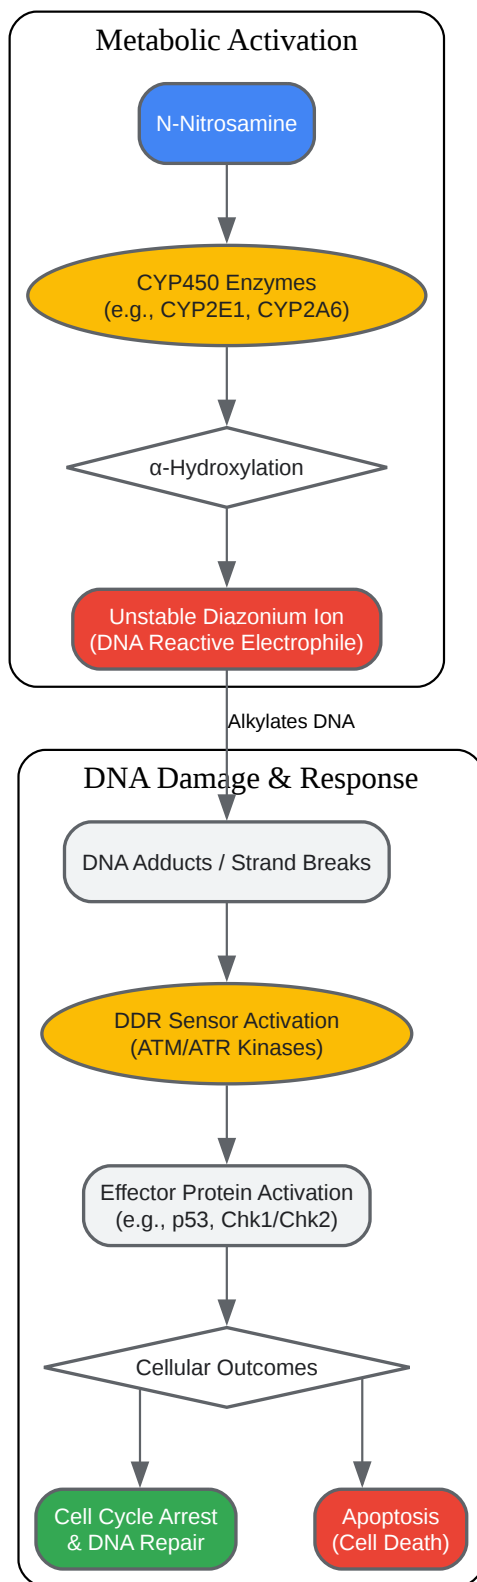 Metabolic Activation
N-Nitrosamine
CYP450 Enzymes
(e.g., CYP2E1, CYP2A6)
α-Hydroxylation
Unstable Diazonium Ion
(DNA Reactive Electrophile)
Alkylates DNA
DNA Damage & Response
DNA Adducts / Strand Breaks
DDR Sensor Activation
(ATM/ATR Kinases)
Effector Protein Activation
(e.g., p53, Chk1/Chk2)
Cellular Outcomes
Cell Cycle Arrest
& DNA Repair
Apoptosis
(Cell Death)